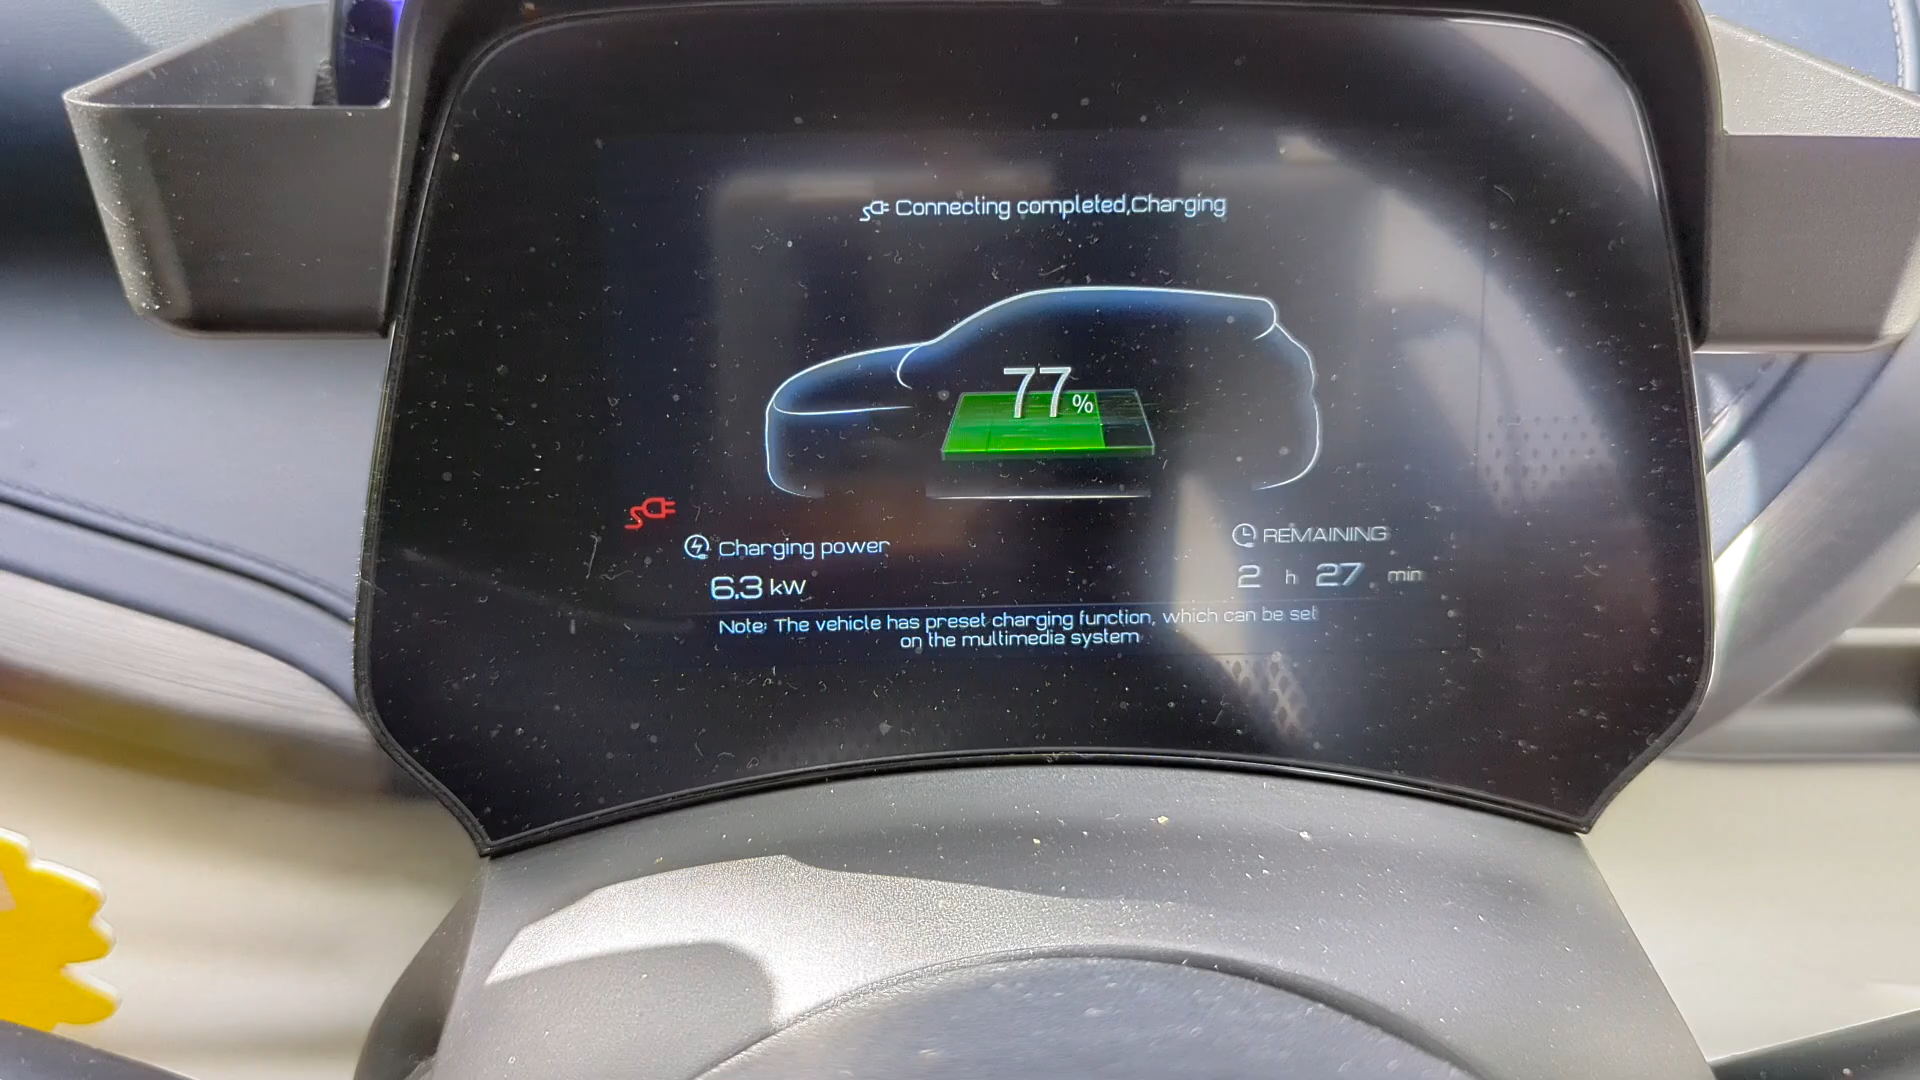 Connecting completed,Charging
77%
Charging power
6.3 kW
REMAINING
2 h 27 min
Note: The vehicle has preset charging function, which can be set
on the multimedia system